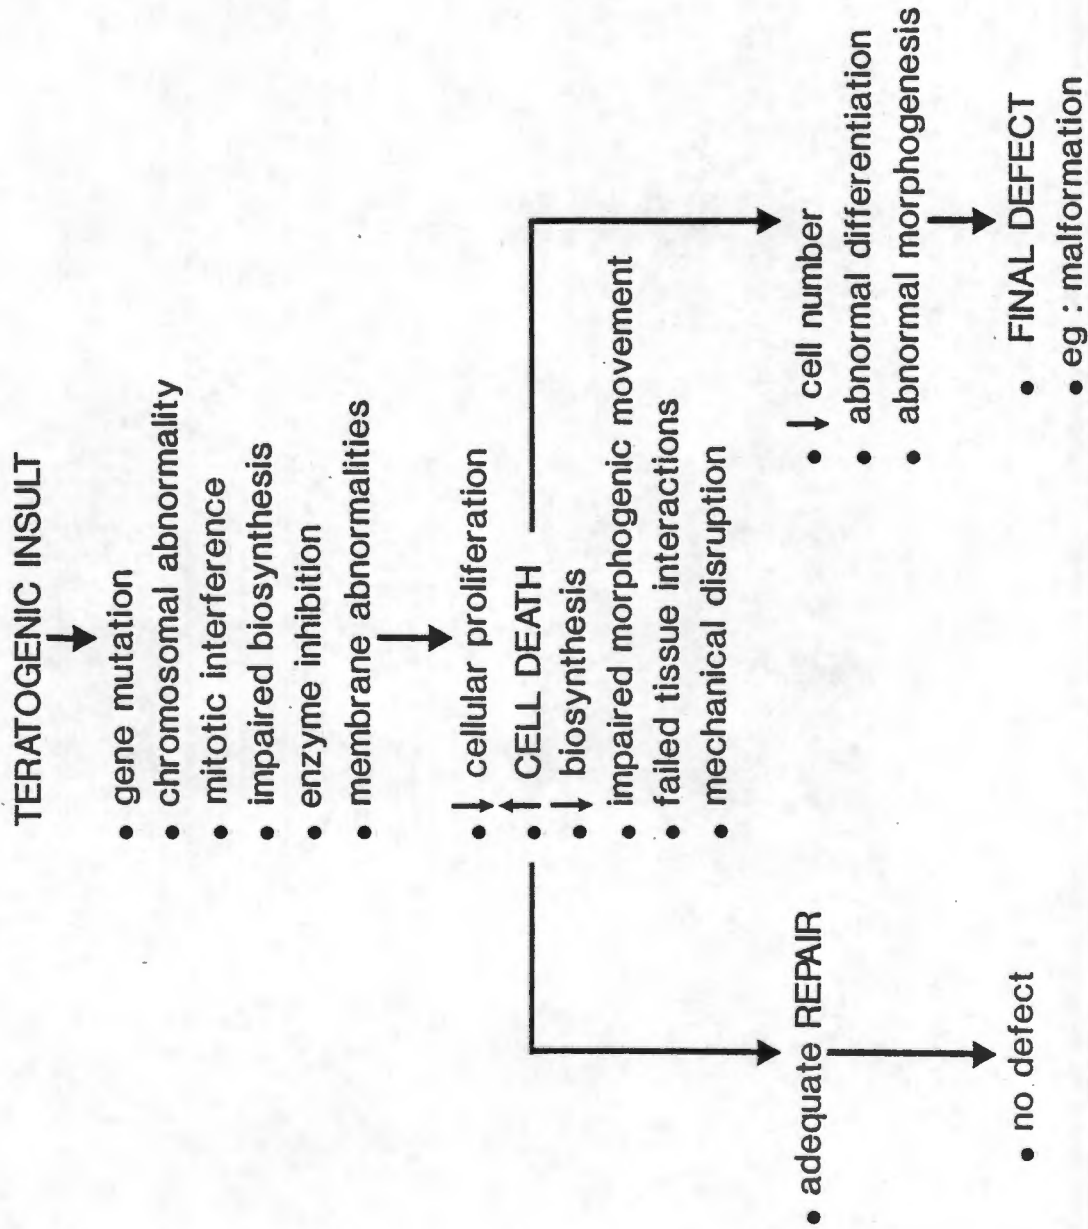 TERATOGENIC INSULT
• gene mutation
• chromosomal abnormality
• mitotic interference
• impaired biosynthesis
• enzyme inhibition
• membrane abnormalities
• ↓ cellular proliferation
• ↑ CELL DEATH
• ↓ biosynthesis
• impaired morphogenic movement
• failed tissue interactions
• mechanical disruption
• adequate REPAIR
• no defect
• ↓ cell number
• abnormal differentiation
• abnormal morphogenesis
• FINAL DEFECT
• eg : malformation